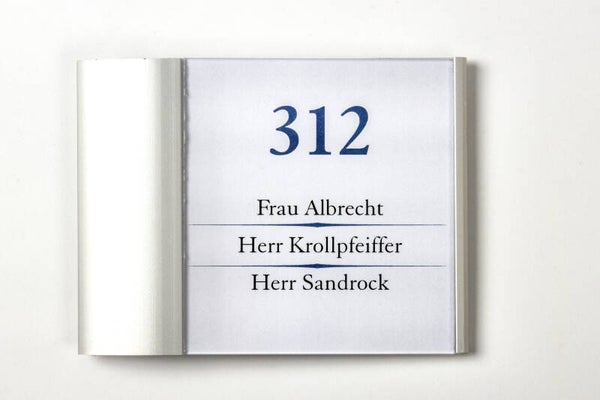 312
Frau Albrecht
Herr Krollpfeiffer
Herr Sandrock